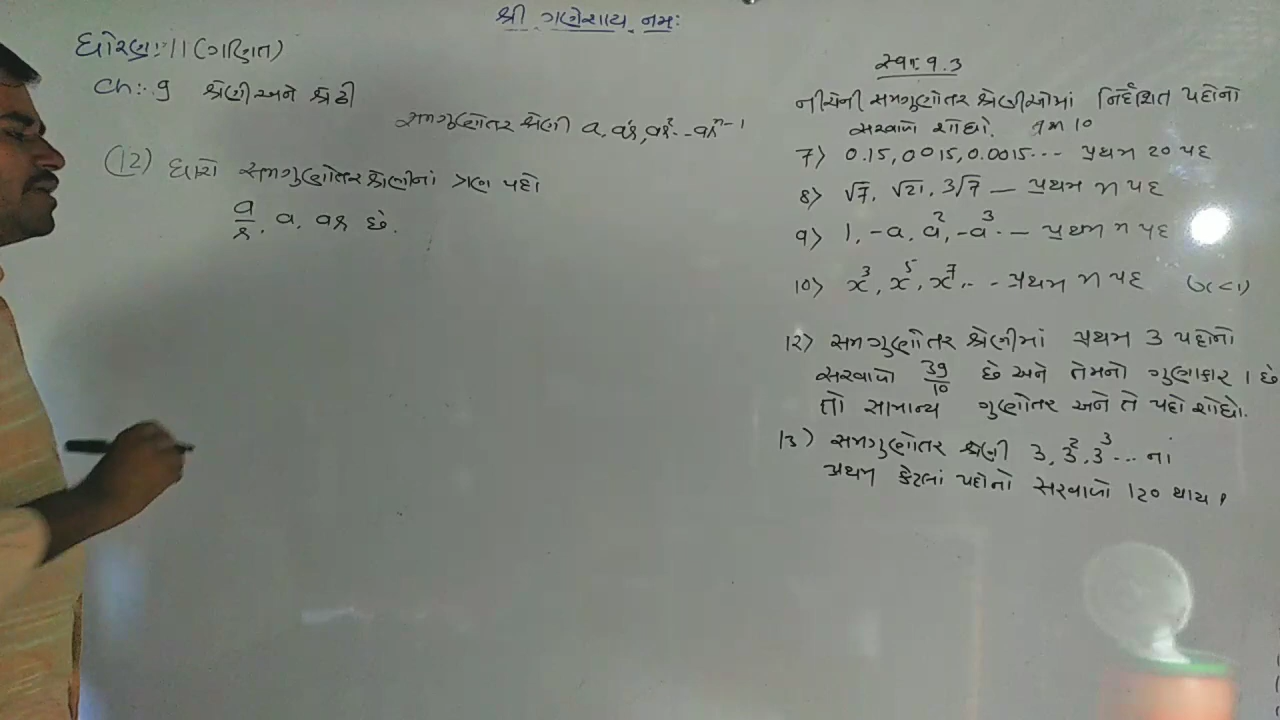 શ્રી ગણેશાય નમઃ
ધોરણઃ-11 (ગણિત)
Ch:-9 શ્રેણી અને શ્રેઢી
સમગુણોતર શ્રેણી a, ar, ar²--ar^n-1
(12) ધારો સમગુણોતર શ્રેણીનાં ત્રણ પદો
a/r, a, ar છે.
સ્વા. 9.3
નીચેની સમગુણોતર શ્રેણીઓમાં નિર્દેશિત પદોનો
સરવાળો શોધો. 7 થી 10
7> 0.15, 0.015, 0.0015... પ્રથમ 20 પદ
8> √7, √21, 3√7 — પ્રથમ n પદ
9> 1, -a, a², -a³-— પ્રથમ n પદ
10> x³, x⁵, x⁷,-- પ્રથમ n પદ
12> સમગુણોતર શ્રેણીમાં પ્રથમ 3 પદોનો
સરવાળો 39/10 છે અને તેમનો ગુણાકાર 1 છે
તો સામાન્ય ગુણોતર અને તે પદો શોધો.
13) સમગુણોતર શ્રેણી 3, 3², 3³... નાં
પ્રથમ કેટલાં પદોનો સરવાળો 120 થાય ?